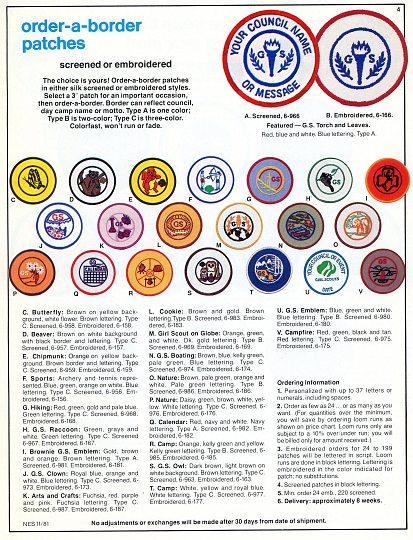 4
order-a-border
patches
screened or embroidered
The choice is yours! Order-a-border patches
in either silk screened or embroidered styles.
Select a 3" patch for an important occasion,
then order-a-border. Border can reflect council,
day camp name or motto. Type A is one color;
Type B is two-color; Type C is three-color.
Colorfast, won't run or fade.
YOUR COUNCIL NAME
G S
OR MESSAGE
G S
A. Screened, 6-966
B. Embroidered, 6-166.
Featured — G.S. Torch and Leaves.
Red, blue and white. Blue lettering. Type A.
C D E F G H I
J K L M N O
P Q R S T U V
C. Butterfly: Brown on yellow back-
ground, white flower. Brown lettering. Type
C. Screened, 6-958. Embroidered, 6-158.
D. Beaver: Brown on white background
with black border and lettering. Type C.
Screened, 6-957. Embroidered, 6-157.
E. Chipmunk: Orange on yellow back-
ground. Brown border and lettering. Type
C. Screened, 6-959. Embroidered, 6-159.
F. Sports: Archery and tennis repre-
sented. Blue, green, orange on white. Blue
lettering. Type C. Screened, 6-956. Em-
broidered, 6-156.
G. Hiking: Red, green, gold and pale blue.
Green lettering. Type C. Screened, 6-968.
Embroidered, 6-168.
H. G.S. Raccoon: Green, grays and
white. Green lettering. Type C. Screened
6-967. Embroidered, 6-167.
I. Brownie G.S. Emblem: Gold, brown
and orange. Brown lettering. Type A.
Screened, 6-981. Embroidered, 6-181.
J. G.S. Clown: Royal blue, orange and
white. Blue lettering. Type B. Screened, 6-
973. Embroidered, 6-173.
K. Arts and Crafts: Fuchsia, red, purple
and pink. Fuchsia lettering. Type C.
Screened, 6-987. Embroidered, 6-187.
L. Cookie: Brown and gold. Brown
lettering. Type B. Screened, 6-983. Embroi-
dered, 6-183.
M. Girl Scout on Globe: Orange, green,
and white. Dk. gold lettering. Type B.
Screened, 6-969. Embroidered, 6-169.
N. G.S. Boating: Brown, blue, kelly green,
pale green. Blue lettering. Type C.
Screened, 6-974. Embroidered, 6-174.
O. Nature: Brown, pale green, orange and
white. Pale green lettering. Type B.
Screened, 6-986. Embroidered, 6-186.
P. Nature: Daisy, green, brown, white, yel-
low. White lettering. Type C. Screened,
6-976. Embroidered, 6-176.
Q. Calendar: Red, navy and white. Navy
lettering. Type A. Screened, 6-982. Em-
broidered, 6-182.
R. Camp: Orange, kelly green and yellow.
Kelly green lettering. Type B. Screened,
6-985. Embroidered, 6-185.
S. G.S. Owl: Dark brown, light brown on
white background. Brown lettering. Type C.
Screened, 6-963. Embroidered, 6-163.
T. Camp: White, yellow and royal blue.
White lettering. Type C. Screened, 6-977.
Embroidered, 6-177.
U. G.S. Emblem: Blue, green and white.
Blue lettering. Type B. Screened 6-980.
Embroidered, 6-180.
V. Campfire: Red, green, black and tan.
Red lettering. Type C. Screened, 6-975.
Embroidered, 6-175.
Ordering Information
1. Personalized with up to 37 letters or
numerals, including spaces.
2. Order as few as 24 ... or as many as you
want. (For quantities over the minimum,
you will save by ordering loom runs as
shown on price chart. Loom runs only are
subject to a 10% over/under run; you will
be billed only for amount received.)
3. Embroidered orders for 24 to 199
patches will be lettered in script. Loom
runs are done in block lettering. Lettering is
embroidered in the color indicated for
patch; no substitutions.
4. Screened patches in block lettering.
5. Min. order 24 emb., 220 screened.
6. Delivery: approximately 8 weeks.
NES 11/81
No adjustments or exchanges will be made after 30 days from date of shipment.